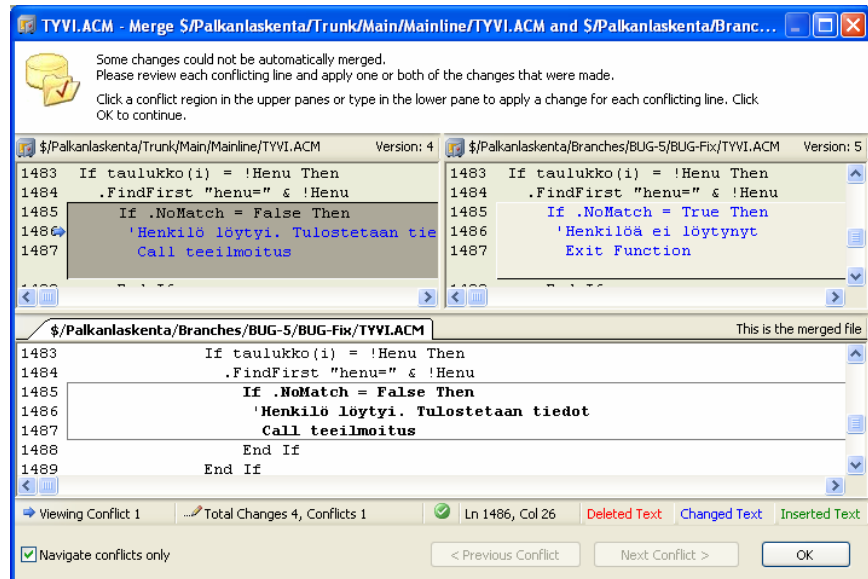 TYVI.ACM - Merge $/Palkanlaskenta/Trunk/Main/Mainline/TYVI.ACM and $/Palkanlaskenta/Branc...
Some changes could not be automatically merged.
Please review each conflicting line and apply one or both of the changes that were made.
Click a conflict region in the upper panes or type in the lower pane to apply a change for each conflicting line. Click
OK to continue.
$/Palkanlaskenta/Trunk/Main/Mainline/TYVI.ACM Version: 4
1483 If taulukko(i) = !Henu Then
1484 .FindFirst "henu=" & !Henu
1485 If .NoMatch = False Then
1486 'Henkilö löytyi. Tulostetaan tie
1487 Call teeilmoitus
$/Palkanlaskenta/Branches/BUG-5/BUG-Fix/TYVI.ACM Version: 5
1483 If taulukko(i) = !Henu Then
1484 .FindFirst "henu=" & !Henu
1485 If .NoMatch = True Then
1486 'Henkilöä ei löytynyt
1487 Exit Function
$/Palkanlaskenta/Branches/BUG-5/BUG-Fix/TYVI.ACM This is the merged file
1483 If taulukko(i) = !Henu Then
1484 .FindFirst "henu=" & !Henu
1485 If .NoMatch = False Then
1486 'Henkilö löytyi. Tulostetaan tiedot
1487 Call teeilmoitus
1488 End If
1489 End If
Viewing Conflict 1 Total Changes 4, Conflicts 1 Ln 1486, Col 26 Deleted Text Changed Text Inserted Text
Navigate conflicts only < Previous Conflict Next Conflict > OK